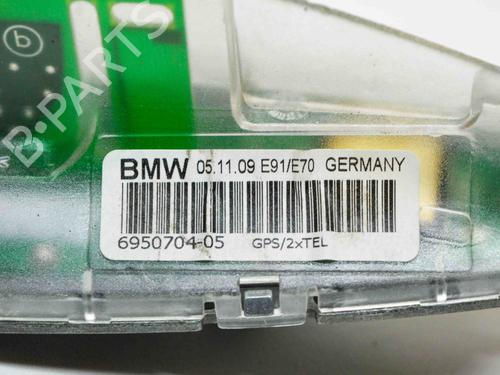 b
B-PARTS
BMW 05.11.09 E91/E70 GERMANY
6950704-05 GPS/2xTEL